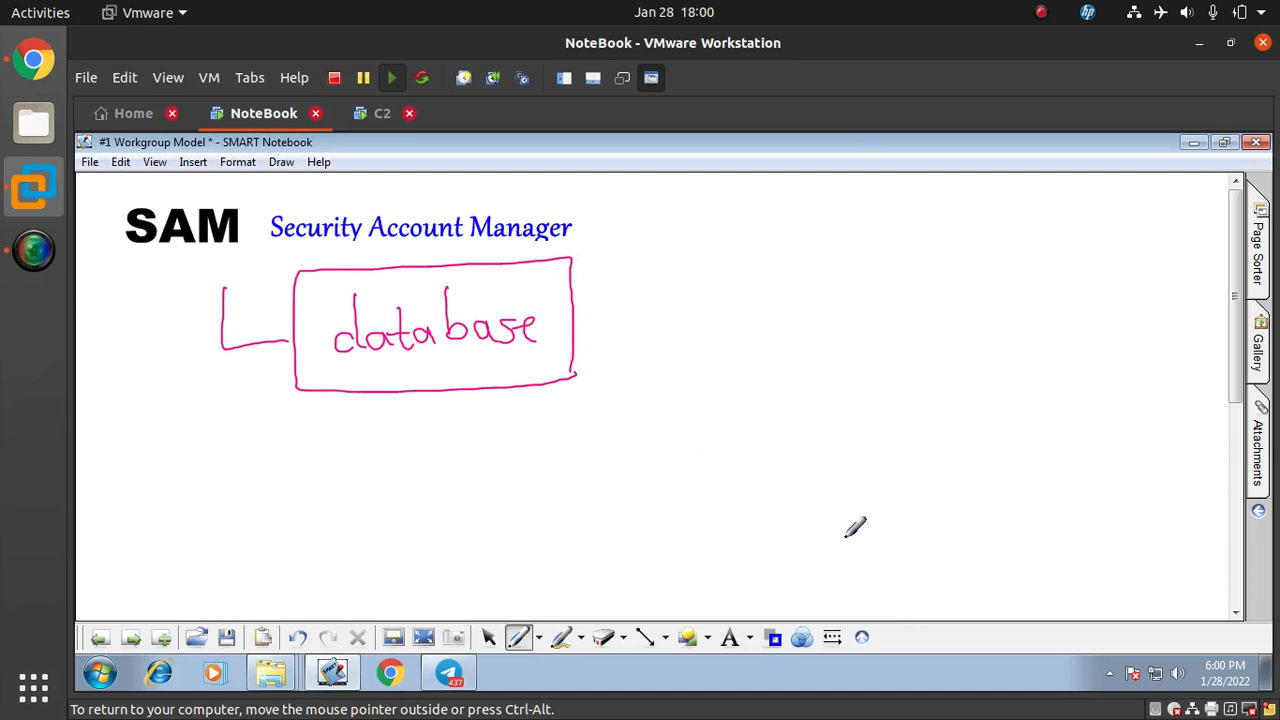 Activities Vmware Jan 28 18:00
NoteBook - VMware Workstation
File Edit View VM Tabs Help
Home NoteBook C2
#1 Workgroup Model * - SMART Notebook
File Edit View Insert Format Draw Help
SAM Security Account Manager
database
Page Sorter
Gallery
Attachments
A
437
6:00 PM
1/28/2022
To return to your computer, move the mouse pointer outside or press Ctrl-Alt.